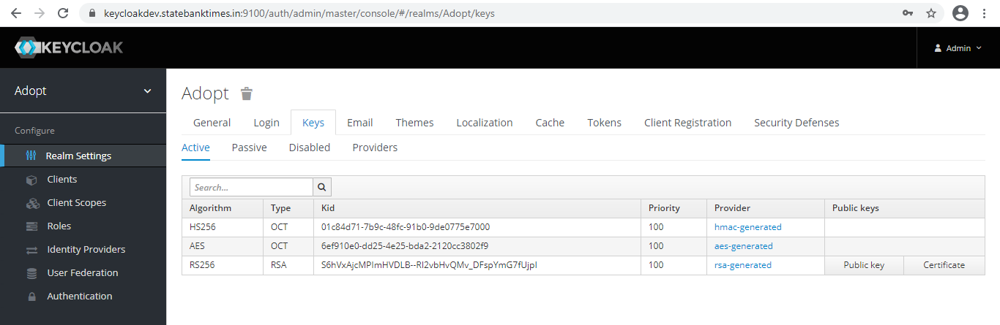 keycloakdev.statebanktimes.in:9100/auth/admin/master/console/#/realms/Adopt/keys
KEYCLOAK
Admin
Adopt
Configure
Realm Settings
Clients
Client Scopes
Roles
Identity Providers
User Federation
Authentication
Adopt
General Login Keys Email Themes Localization Cache Tokens Client Registration Security Defenses
Active Passive Disabled Providers
Search...
Algorithm Type Kid Priority Provider Public keys
HS256 OCT 01c84d71-7b9c-48fc-91b0-9de0775e7000 100 hmac-generated
AES OCT 6ef910e0-dd25-4e25-bda2-2120cc3802f9 100 aes-generated
RS256 RSA S6hVxAjcMPImHVDLB--RI2vbHvQMv_DFspYmG7fUjpI 100 rsa-generated Public key Certificate